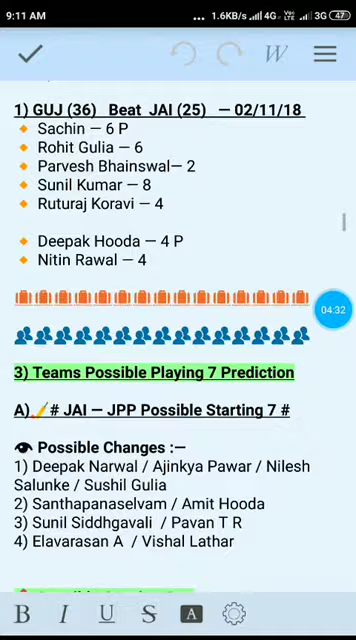 9:11 AM ... 1.6KB/s 4G VoLTE 3G 47
W
1) GUJ (36) Beat JAI (25) — 02/11/18
🔸 Sachin — 6 P
🔸 Rohit Gulia — 6
🔸 Parvesh Bhainswal— 2
🔸 Sunil Kumar — 8
🔸 Ruturaj Koravi — 4
🔸 Deepak Hooda — 4 P
🔸 Nitin Rawal — 4
04:32
3) Teams Possible Playing 7 Prediction
A)🖌# JAI — JPP Possible Starting 7 #
👁 Possible Changes :—
1) Deepak Narwal / Ajinkya Pawar / Nilesh
Salunke / Sushil Gulia
2) Santhapanaselvam / Amit Hooda
3) Sunil Siddhgavali / Pavan T R
4) Elavarasan A / Vishal Lathar
B I U S A